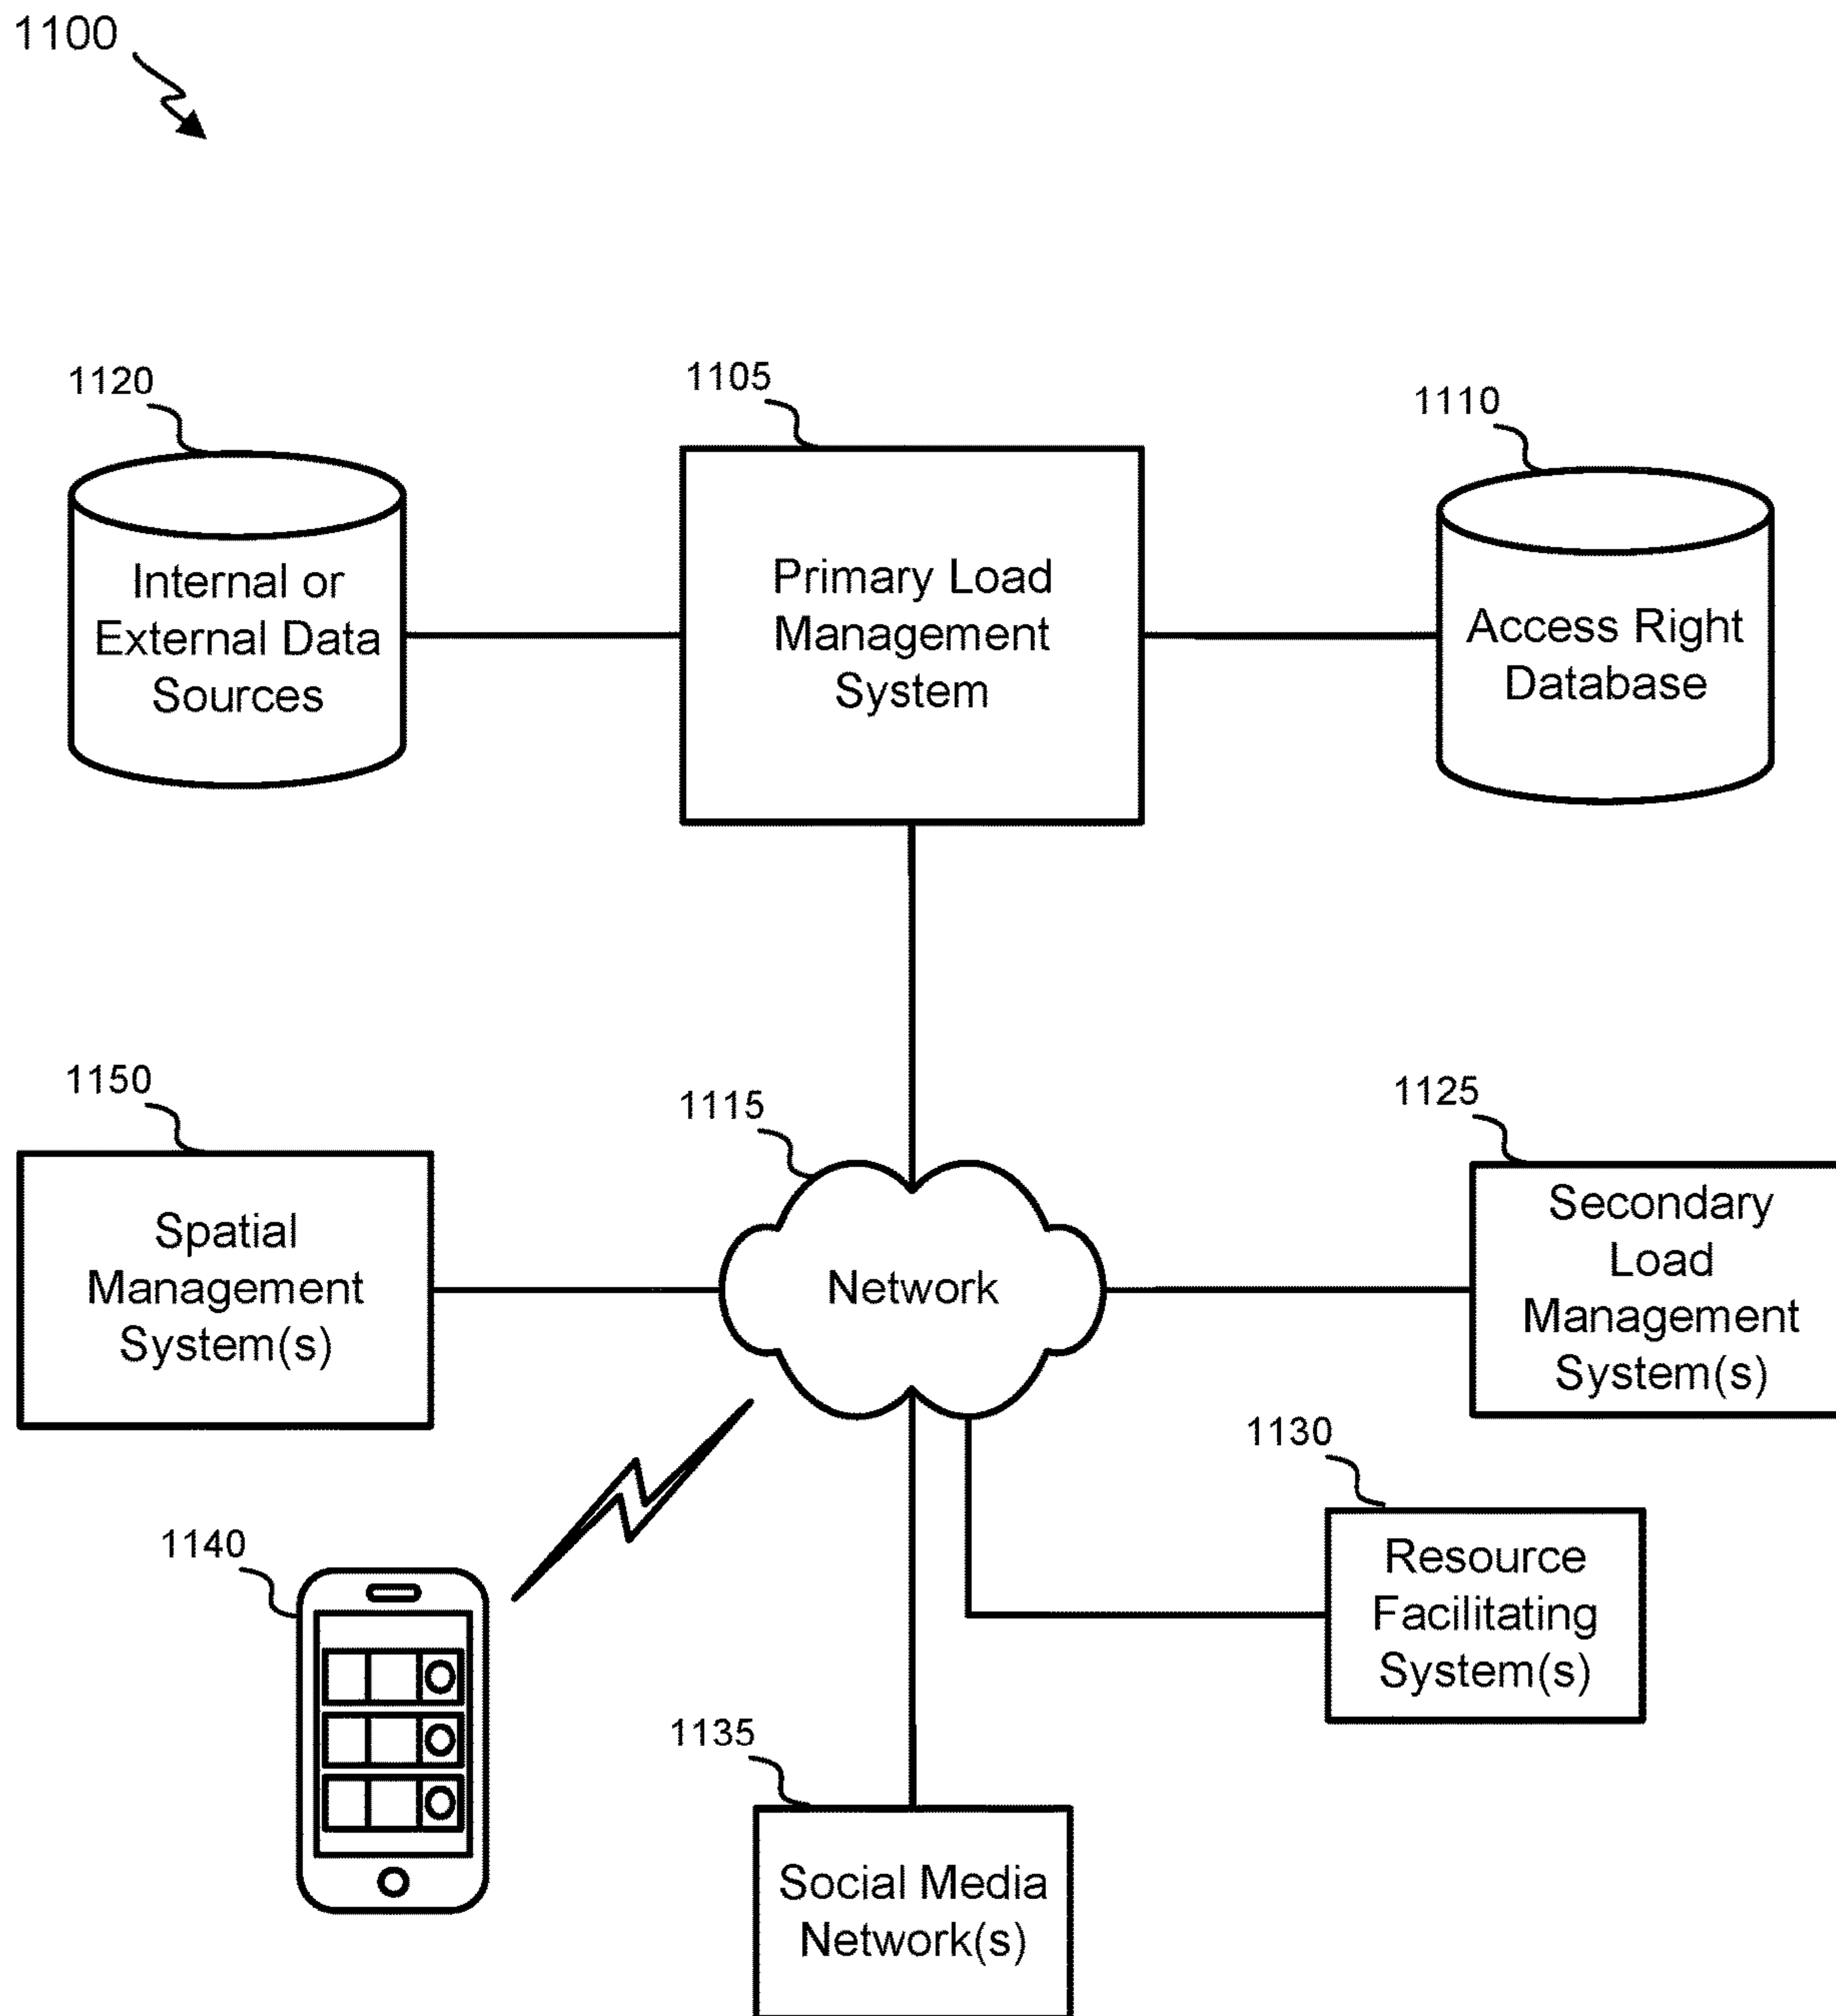 1100
1120
1105
1110
Internal or
External Data
Sources
Primary Load
Management
System
Access Right
Database
1150
1115
1125
Spatial
Management
System(s)
Network
Secondary
Load
Management
System(s)
1140
1130
Resource
Facilitating
System(s)
1135
Social Media
Network(s)